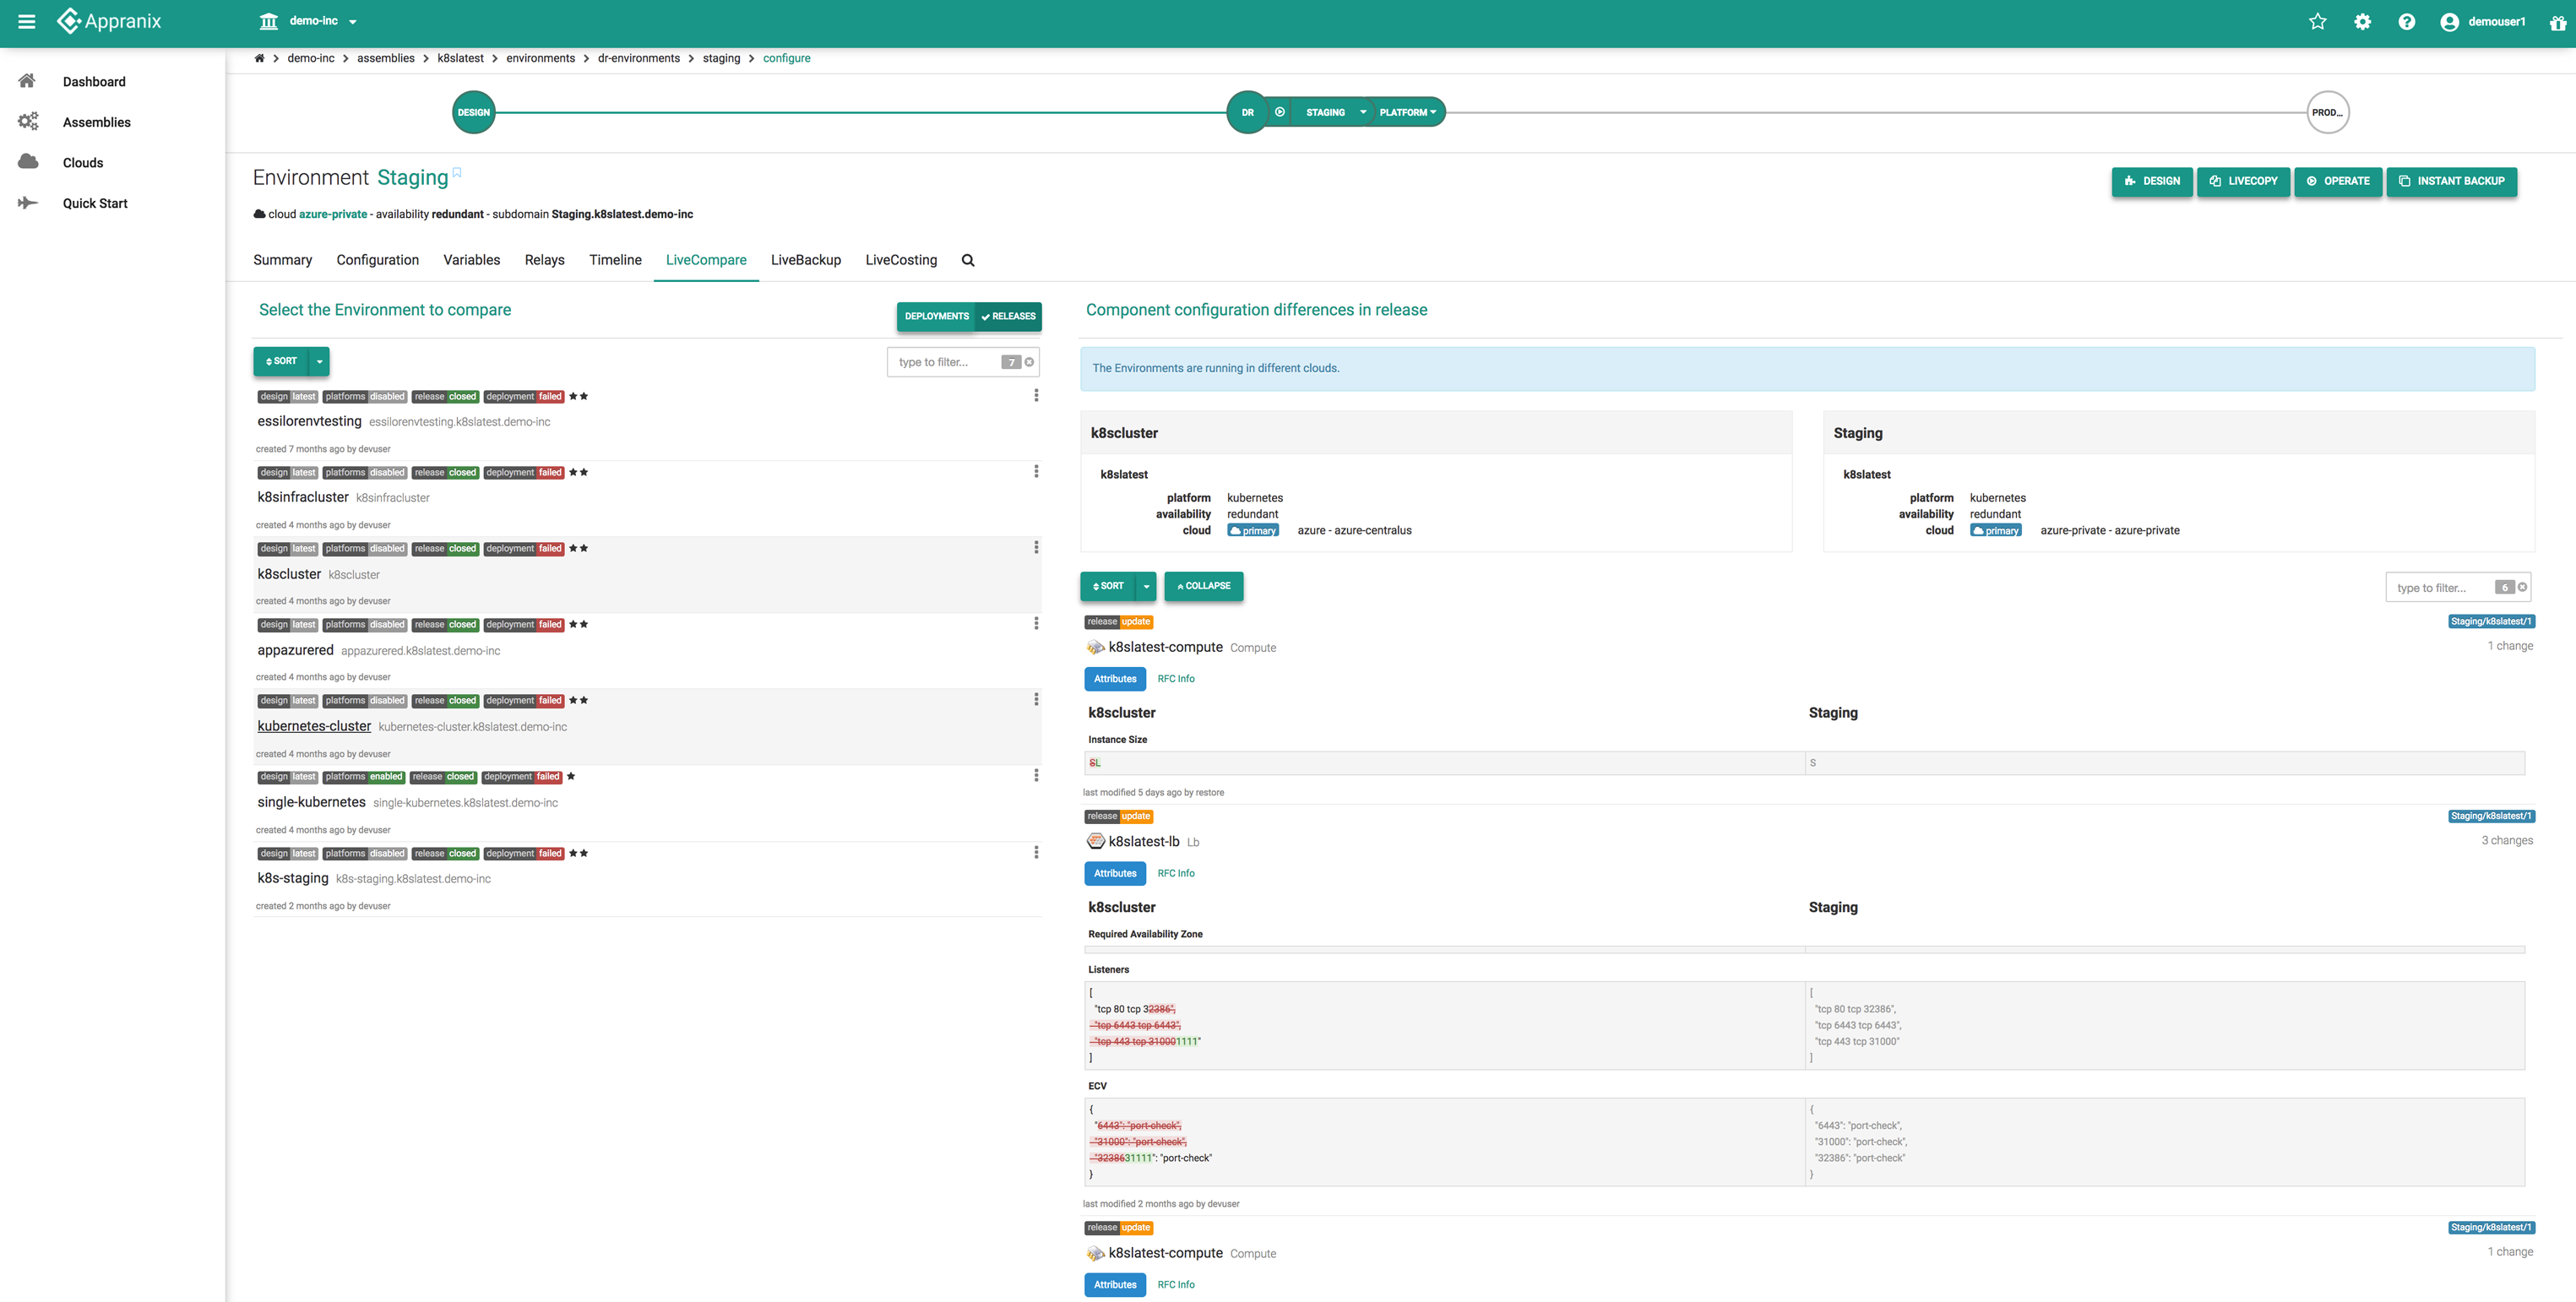 Appranix
demo-inc
demouser1
demo-inc > assemblies > k8slatest > environments > dr-environments > staging > configure
Dashboard
Assemblies
Clouds
Quick Start
DESIGN
DR
STAGING
PLATFORM
PROD...
Environment Staging
cloud azure-private - availability redundant - subdomain Staging.k8slatest.demo-inc
DESIGN
LIVECOPY
OPERATE
INSTANT BACKUP
Summary
Configuration
Variables
Relays
Timeline
LiveCompare
LiveBackup
LiveCosting
Select the Environment to compare
DEPLOYMENTS
RELEASES
SORT
type to filter... 7
design latest platforms disabled release closed deployment failed
essilorenvtesting essilorenvtesting.k8slatest.demo-inc
created 7 months ago by devuser
design latest platforms disabled release closed deployment failed
k8sinfracluster k8sinfracluster
created 4 months ago by devuser
design latest platforms disabled release closed deployment failed
k8scluster k8scluster
created 4 months ago by devuser
design latest platforms disabled release closed deployment failed
appazurered appazurered.k8slatest.demo-inc
created 4 months ago by devuser
design latest platforms disabled release closed deployment failed
kubernetes-cluster kubernetes-cluster.k8slatest.demo-inc
created 4 months ago by devuser
design latest platforms enabled release closed deployment failed
single-kubernetes single-kubernetes.k8slatest.demo-inc
created 4 months ago by devuser
design latest platforms disabled release closed deployment failed
k8s-staging k8s-staging.k8slatest.demo-inc
created 2 months ago by devuser
Component configuration differences in release
The Environments are running in different clouds.
k8scluster
k8slatest
platform kubernetes
availability redundant
cloud primary azure - azure-centralus
Staging
k8slatest
platform kubernetes
availability redundant
cloud primary azure-private - azure-private
SORT
COLLAPSE
type to filter... 6
release update
Staging/k8slatest/1
k8slatest-compute Compute
1 change
Attributes
RFC Info
k8scluster
Staging
Instance Size
SL
S
last modified 5 days ago by restore
release update
Staging/k8slatest/1
k8slatest-lb Lb
3 changes
Attributes
RFC Info
k8scluster
Staging
Required Availability Zone
Listeners
[
"tcp 80 tcp 32386",
"tcp 6443 tcp 6443",
"tcp 443 tcp 310001111"
]
[
"tcp 80 tcp 32386",
"tcp 6443 tcp 6443",
"tcp 443 tcp 31000"
]
ECV
{
"6443": "port-check",
"31000": "port-check",
"3238631111": "port-check"
}
{
"6443": "port-check",
"31000": "port-check",
"32386": "port-check"
}
last modified 2 months ago by devuser
release update
Staging/k8slatest/1
k8slatest-compute Compute
1 change
Attributes
RFC Info